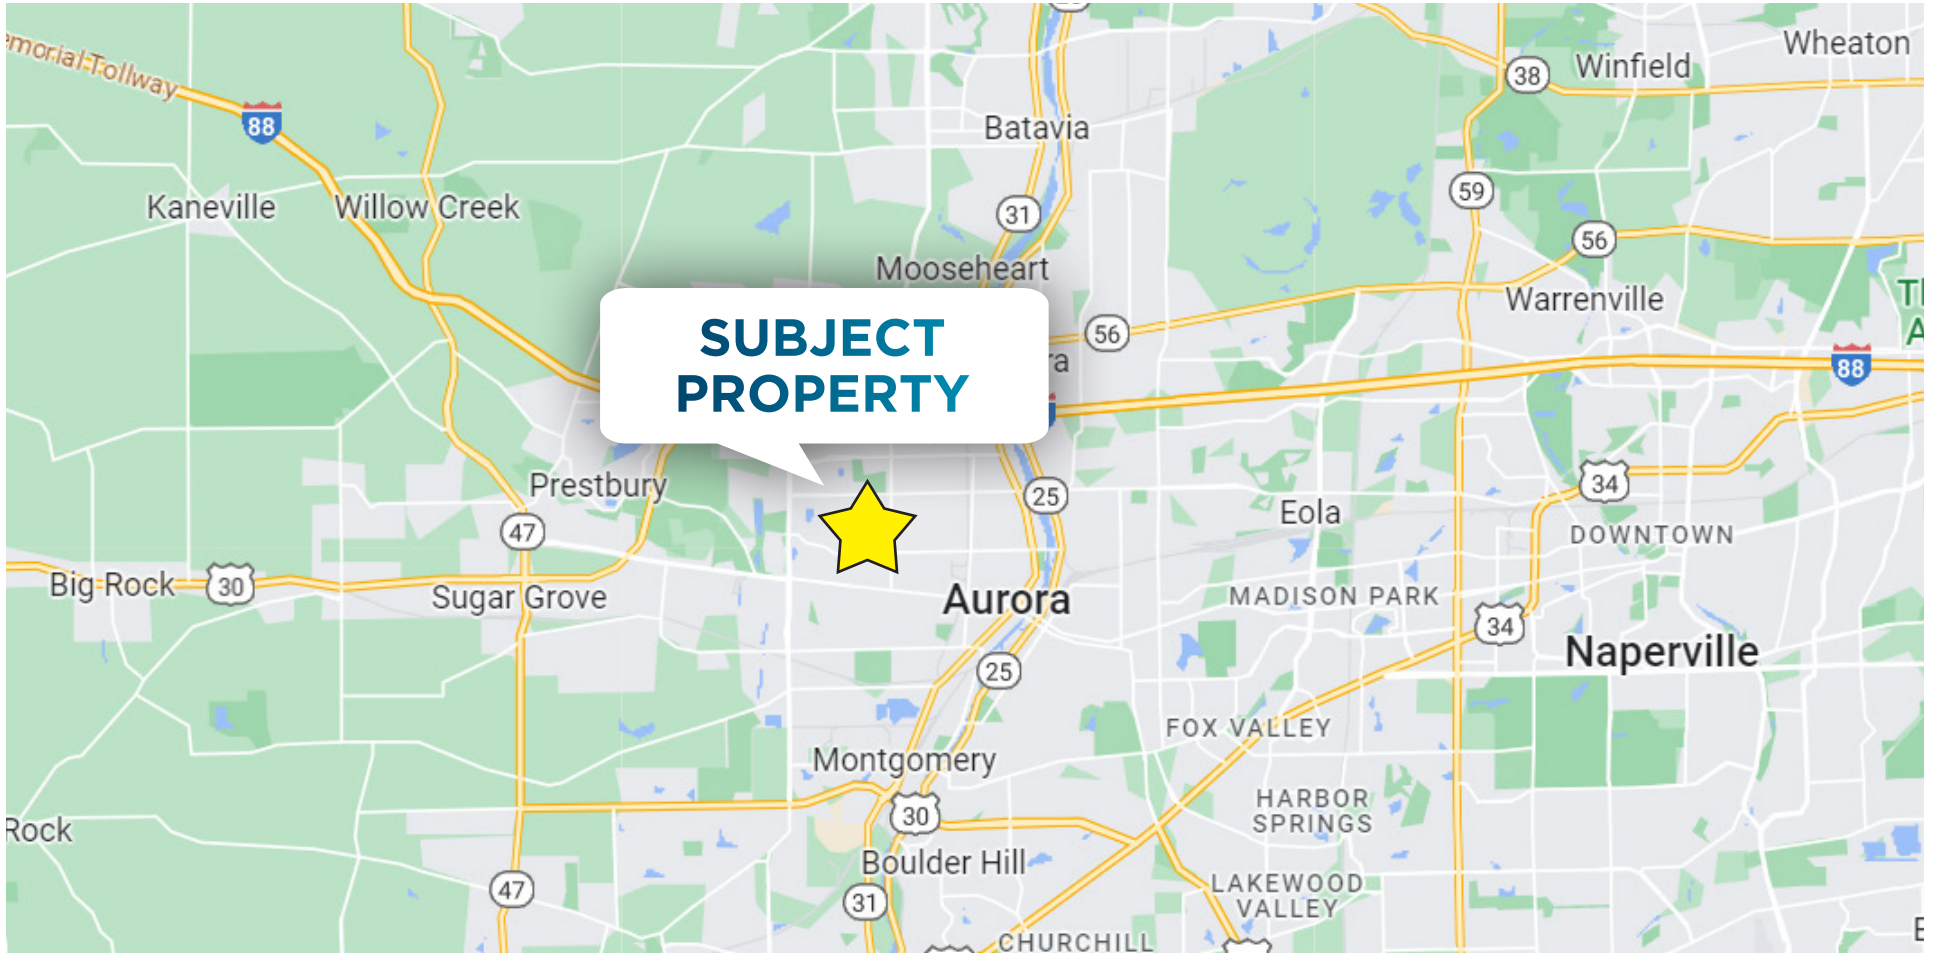 emorial Tollway
88
Kaneville
Willow Creek
Batavia
31
Mooseheart
38
Winfield
Wheaton
59
56
Warrenville
56
88
SUBJECT
PROPERTY
Prestbury
47
25
Eola
34
DOWNTOWN
Big Rock
30
Sugar Grove
Aurora
MADISON PARK
34
Naperville
25
FOX VALLEY
Montgomery
30
HARBOR
SPRINGS
Rock
Boulder Hill
47
31
LAKEWOOD
VALLEY
CHURCHILL